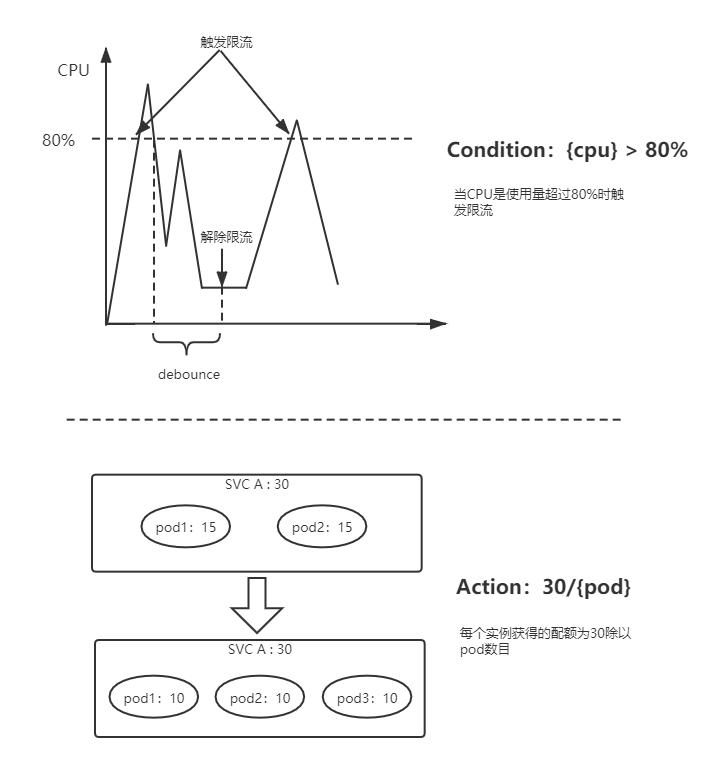 触发限流
CPU
80%
Condition：{cpu} > 80%
当CPU是使用量超过80%时触
发限流
解除限流
debounce
SVC A : 30
pod1：15
pod2：15
Action：30/{pod}
每个实例获得的配额为30除以
pod数目
SVC A : 30
pod1：10
pod2：10
pod3：10